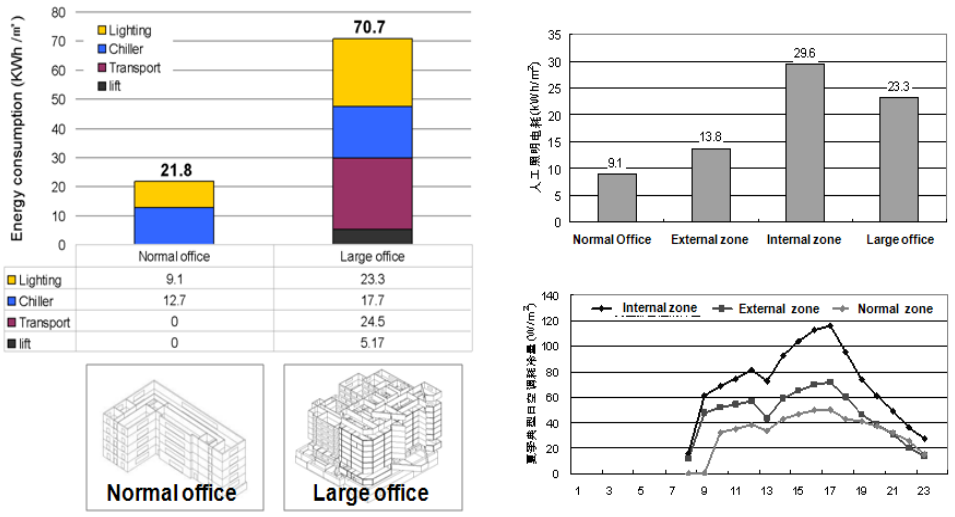 80
70
60
50
40
30
20
10
0
Energy consumption (KWh /㎡)
Lighting
Chiller
Transport
lift
21.8
70.7
Normal office Large office
Lighting 9.1 23.3
Chiller 12.7 17.7
Transport 0 24.5
lift 0 5.17
Normal office
Large office
人工照明电耗(kWh/m²)
35
30
25
20
15
10
5
0
9.1
13.8
29.6
23.3
Normal Office External zone Internal zone Large office
夏季典型日空调耗冷量(W/m²)
140
120
100
80
60
40
20
0
Internal zone External zone Normal zone
1 3 5 7 9 11 13 15 17 19 21 23